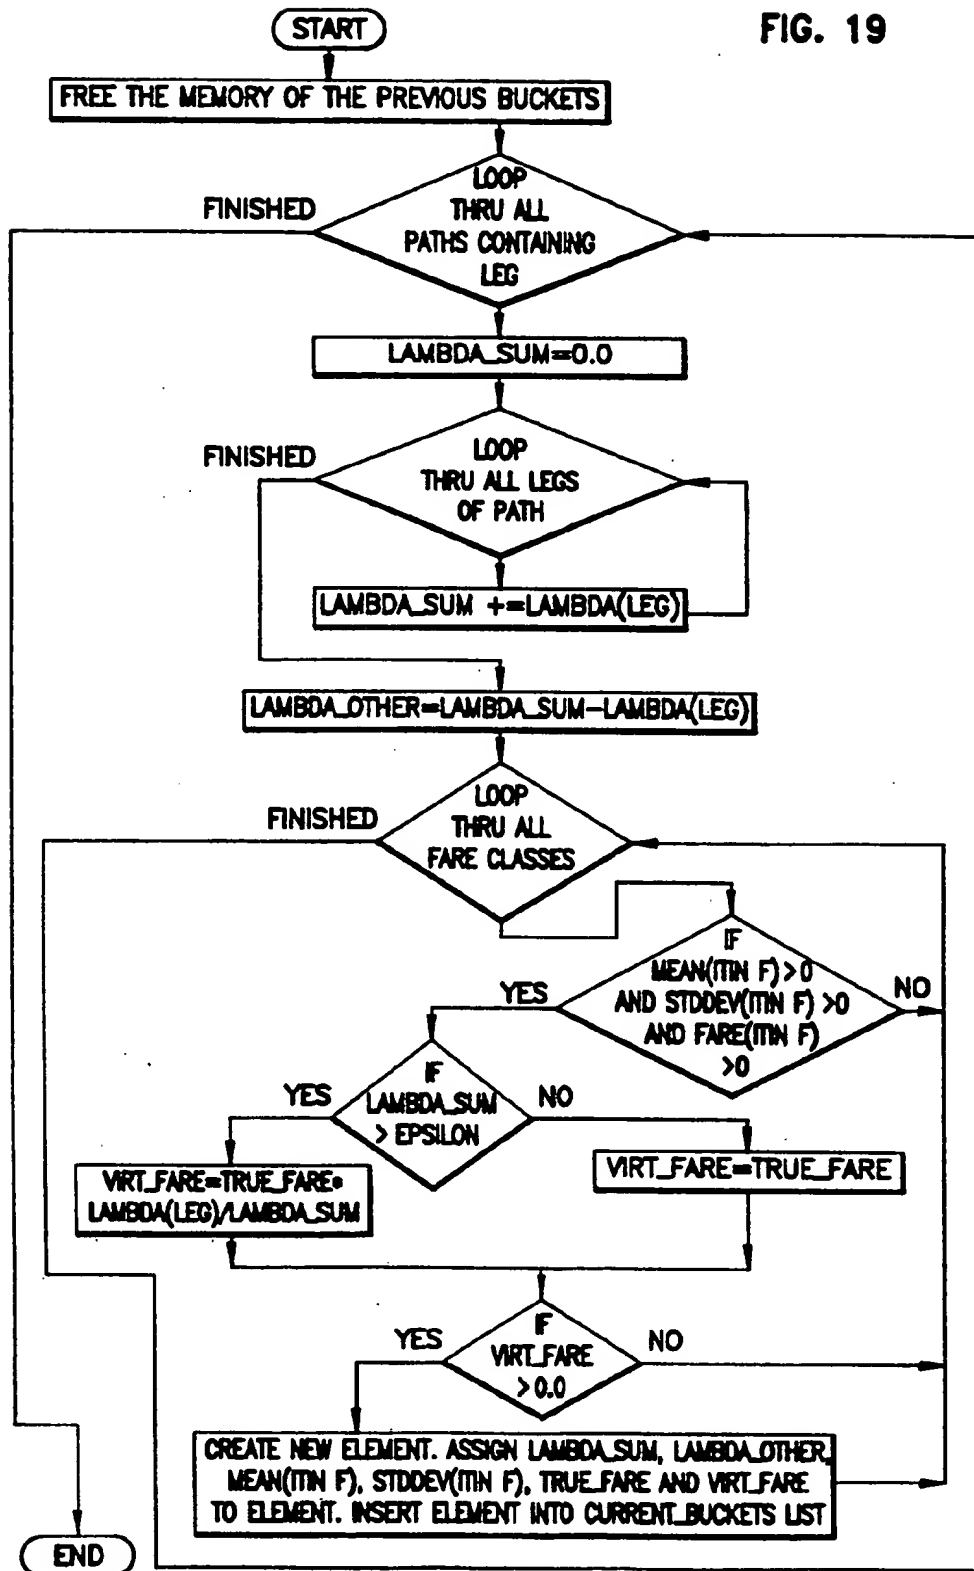 FIG. 19
START
FREE THE MEMORY OF THE PREVIOUS BUCKETS
FINISHED
LOOP
THRU ALL
PATHS CONTAINING
LEG
LAMBDA_SUM=0.0
FINISHED
LOOP
THRU ALL LEGS
OF PATH
LAMBDA_SUM +=LAMBDA(LEG)
LAMBDA_OTHER=LAMBDA_SUM-LAMBDA(LEG)
FINISHED
LOOP
THRU ALL
FARE CLASSES
IF
MEAN(ITIN F)>0
AND STDDEV(ITIN F) >0
AND FARE(ITIN F)
>0
YES
NO
IF
LAMBDA_SUM
> EPSILON
YES
NO
VIRT_FARE=TRUE_FARE*
LAMBDA(LEG)/LAMBDA_SUM
VIRT_FARE=TRUE_FARE
IF
VIRT_FARE
>0.0
YES
NO
CREATE NEW ELEMENT. ASSIGN LAMBDA_SUM, LAMBDA_OTHER,
MEAN(ITIN F), STDDEV(ITIN F), TRUE_FARE AND VIRT_FARE
TO ELEMENT. INSERT ELEMENT INTO CURRENT_BUCKETS LIST
END